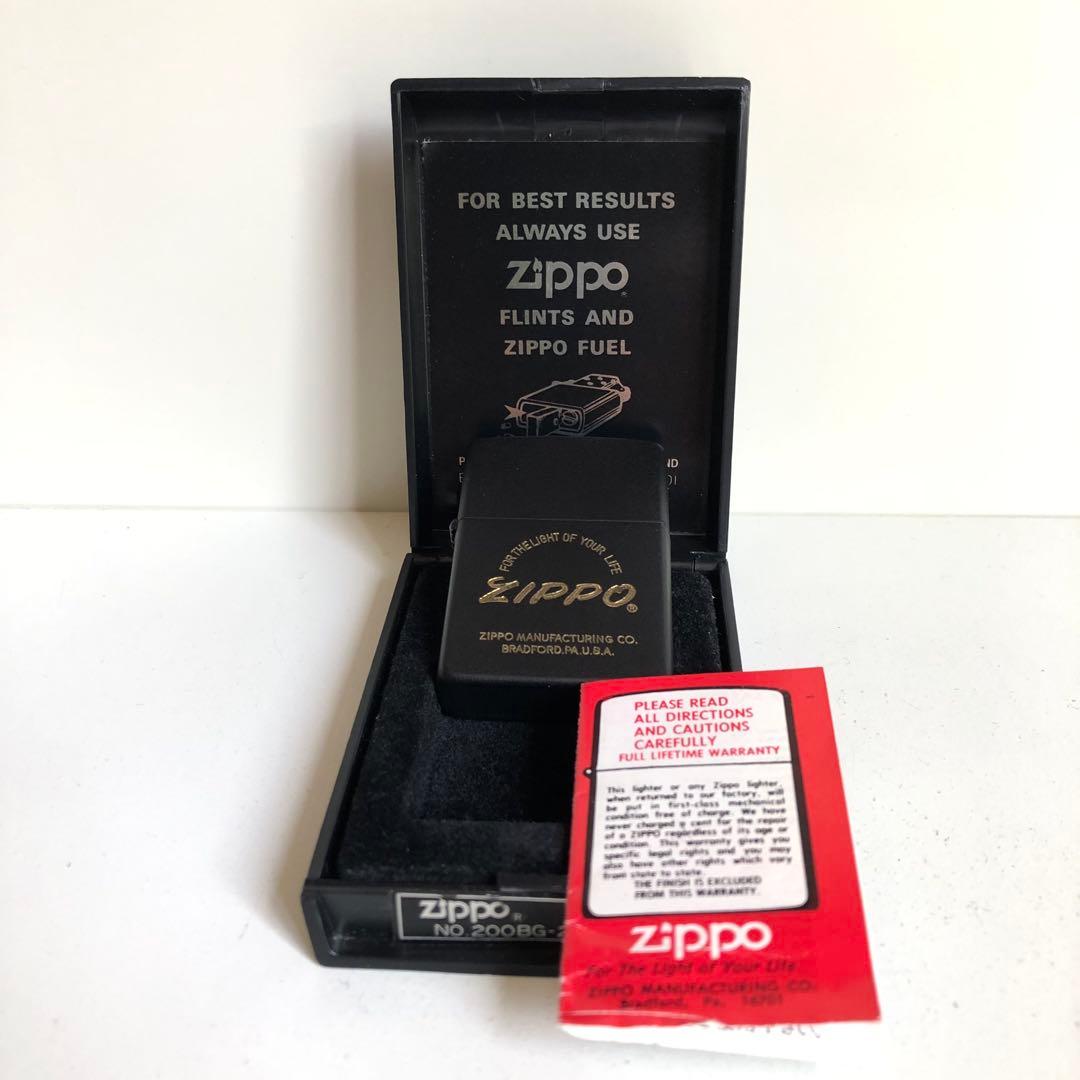 FOR BEST RESULTS
ALWAYS USE
Zippo
FLINTS AND
ZIPPO FUEL
FOR THE LIGHT OF YOUR LIFE
ZIPPO®
ZIPPO MANUFACTURING CO.
BRADFORD.PA.U.S.A.
PLEASE READ
ALL DIRECTIONS
AND CAUTIONS
CAREFULLY
FULL LIFETIME WARRANTY
This lighter or any Zippo lighter,
when returned to our factory, will
be put in first-class mechanical
condition free of charge. We have
never charged a cent for the repair
of a ZIPPO regardless of its age or
condition. This warranty gives you
specific legal rights and you may
also have other rights which vary
from state to state.
THE FINISH IS EXCLUDED
FROM THIS WARRANTY.
zippo
For The Light of Your Life
ZIPPO MANUFACTURING CO.
Bradford, Pa. 16701
zippo R
NO.200BG-